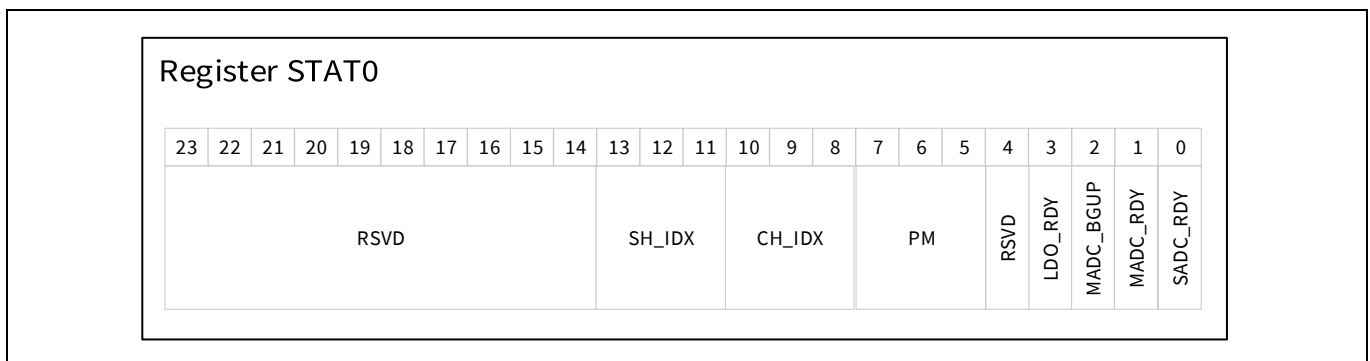 Register STAT0
23 22 21 20 19 18 17 16 15 14 13 12 11 10 9 8 7 6 5 4 3 2 1 0
RSVD SH_IDX CH_IDX PM RSVD LDO_RDY MADC_BGUP MADC_RDY SADC_RDY